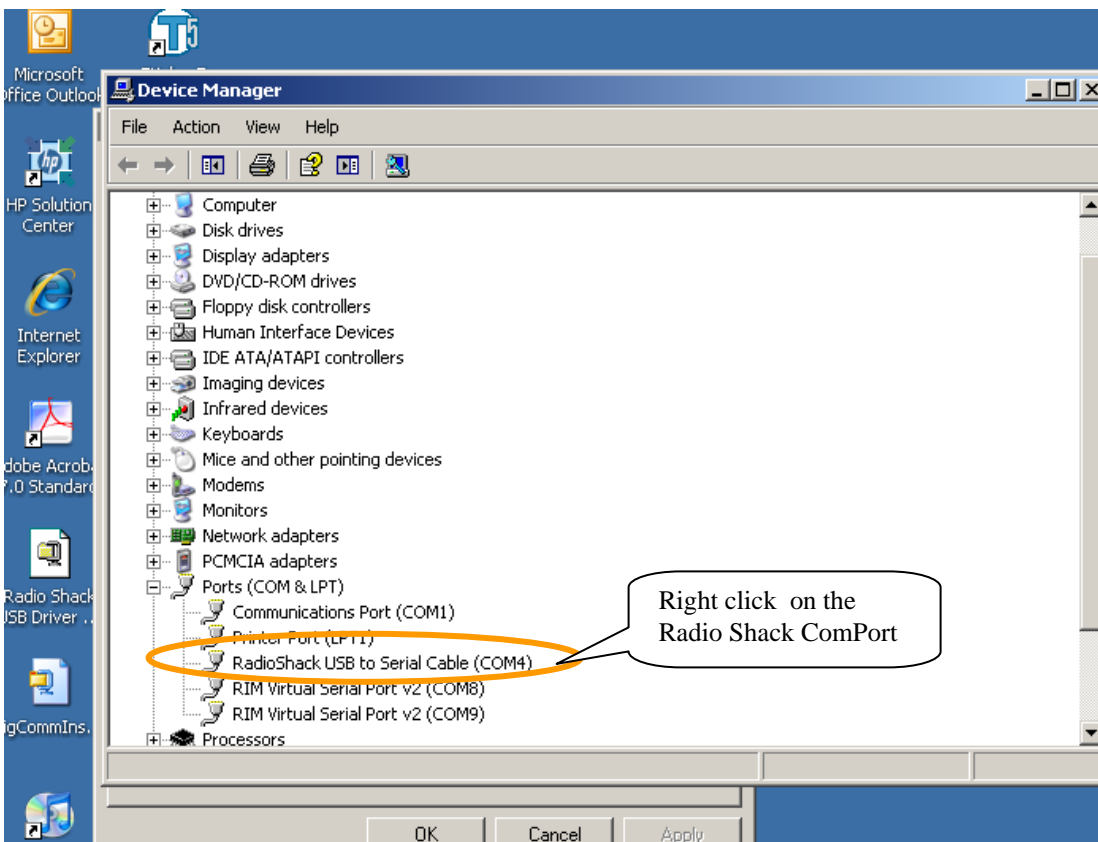 Microsoft
Office Outlook
HP Solution
Center
Internet
Explorer
dobe Acrob
7.0 Standard
Radio Shack
USB Driver ..
igCommIns.
Device Manager
File Action View Help
Computer
Disk drives
Display adapters
DVD/CD-ROM drives
Floppy disk controllers
Human Interface Devices
IDE ATA/ATAPI controllers
Imaging devices
Infrared devices
Keyboards
Mice and other pointing devices
Modems
Monitors
Network adapters
PCMCIA adapters
Ports (COM & LPT)
Communications Port (COM1)
Printer Port (LPT1)
RadioShack USB to Serial Cable (COM4)
RIM Virtual Serial Port v2 (COM8)
RIM Virtual Serial Port v2 (COM9)
Processors
Right click on the
Radio Shack ComPort
OK Cancel Apply